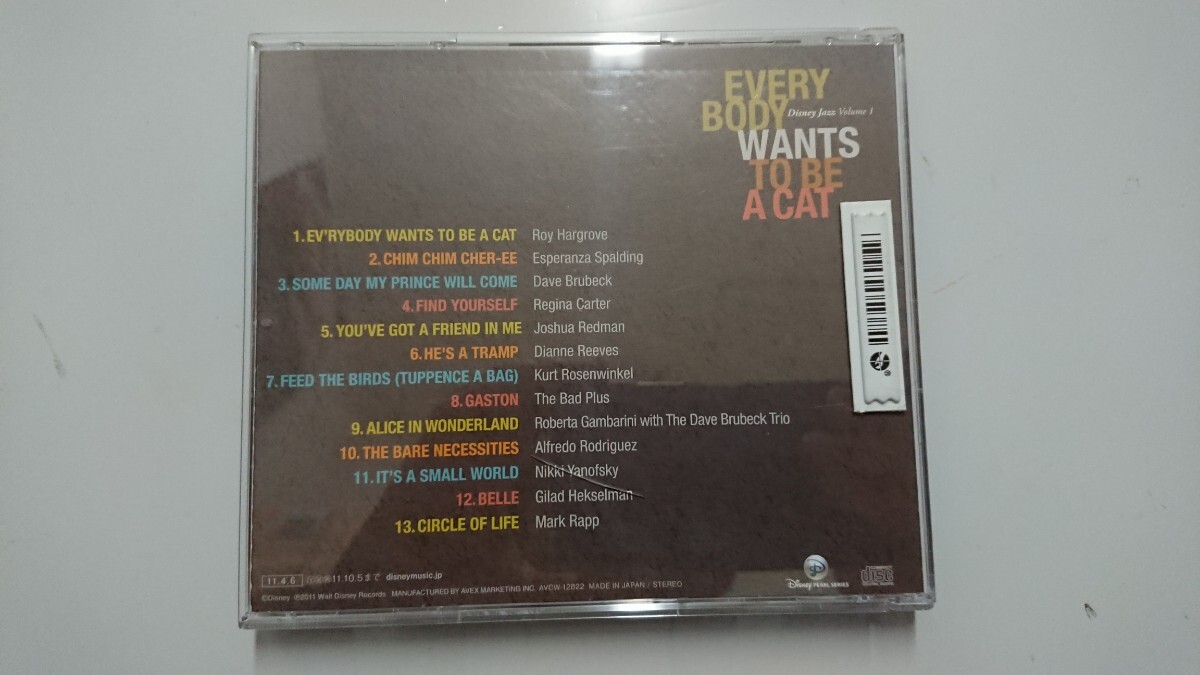 EVERY
BODY Disney Jazz Volume 1
WANTS
TO BE
A CAT
1. EV'RYBODY WANTS TO BE A CAT Roy Hargrove
2. CHIM CHIM CHER-EE Esperanza Spalding
3. SOME DAY MY PRINCE WILL COME Dave Brubeck
4. FIND YOURSELF Regina Carter
5. YOU'VE GOT A FRIEND IN ME Joshua Redman
6. HE'S A TRAMP Dianne Reeves
7. FEED THE BIRDS (TUPPENCE A BAG) Kurt Rosenwinkel
8. GASTON The Bad Plus
9. ALICE IN WONDERLAND Roberta Gambarini with The Dave Brubeck Trio
10. THE BARE NECESSITIES Alfredo Rodriguez
11. IT'S A SMALL WORLD Nikki Yanofsky
12. BELLE Gilad Hekselman
13. CIRCLE OF LIFE Mark Rapp
11.4.6 11.10.5まで disneymusic.jp
©Disney ℗2011 Walt Disney Records MANUFACTURED BY AVEX MARKETING INC. AVCW-12822 MADE IN JAPAN / STEREO
Disney PEARL SERIES